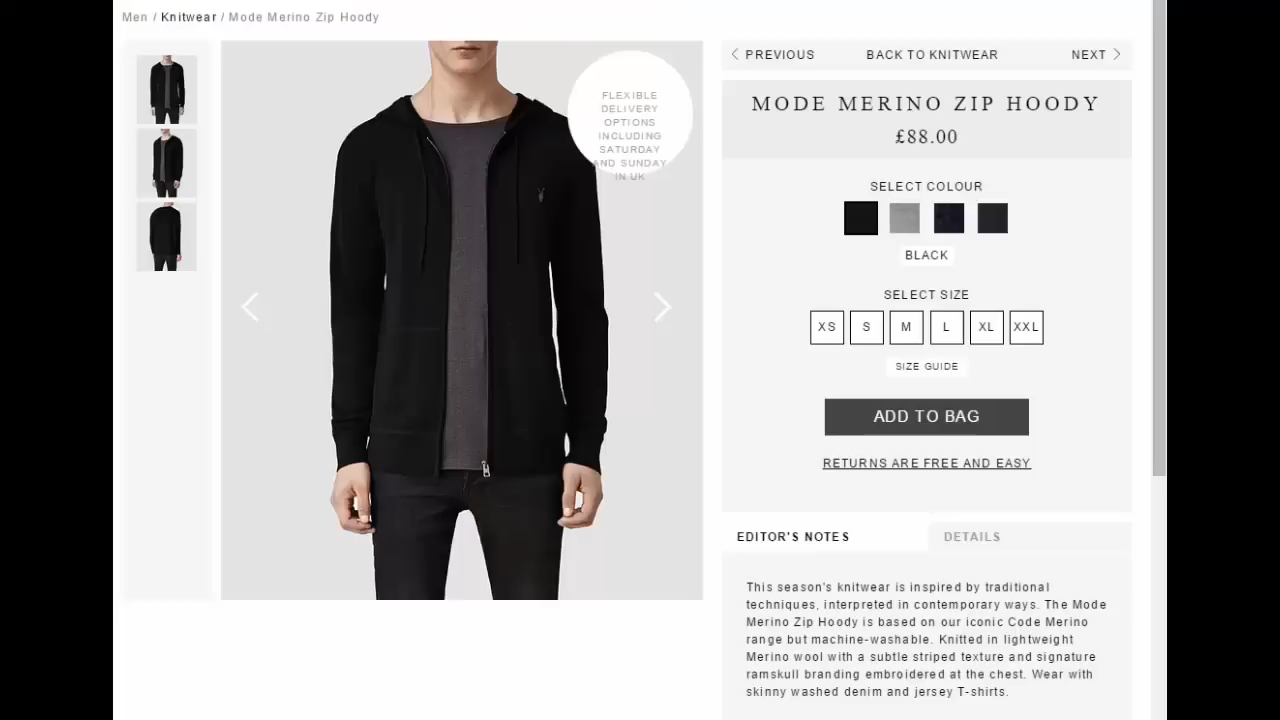 Men / Knitwear / Mode Merino Zip Hoody
FLEXIBLE
DELIVERY
OPTIONS
INCLUDING
SATURDAY
AND SUNDAY
IN UK
PREVIOUS
BACK TO KNITWEAR
NEXT
MODE MERINO ZIP HOODY
£88.00
SELECT COLOUR
BLACK
SELECT SIZE
XS S M L XL XXL
SIZE GUIDE
ADD TO BAG
RETURNS ARE FREE AND EASY
EDITOR'S NOTES
DETAILS
This season's knitwear is inspired by traditional
techniques, interpreted in contemporary ways. The Mode
Merino Zip Hoody is based on our iconic Code Merino
range but machine-washable. Knitted in lightweight
Merino wool with a subtle striped texture and signature
ramskull branding embroidered at the chest. Wear with
skinny washed denim and jersey T-shirts.